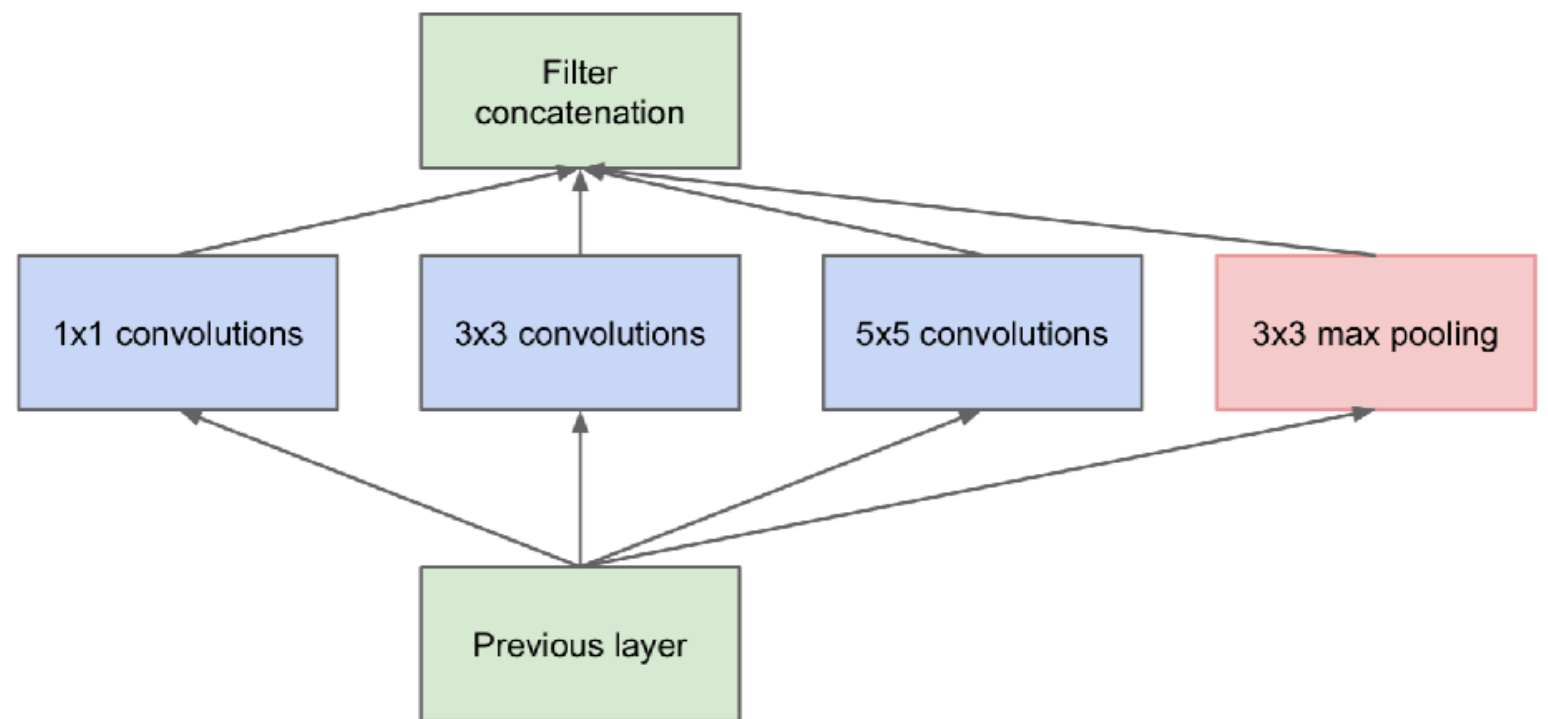 Filter
concatenation
1x1 convolutions
3x3 convolutions
5x5 convolutions
3x3 max pooling
Previous layer